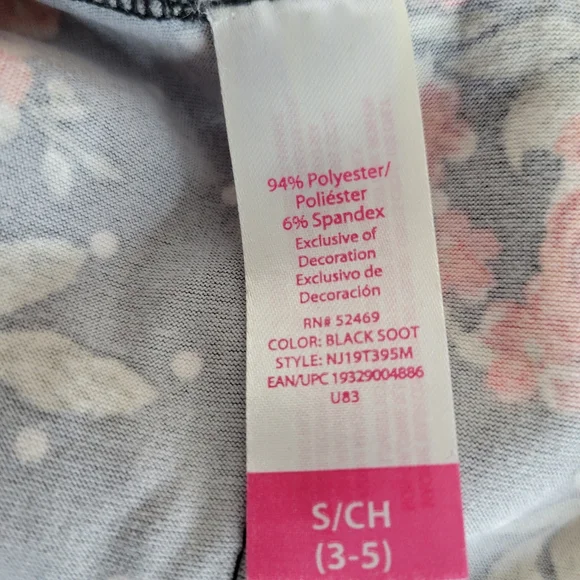 94% Polyester/
Poliéster
6% Spandex
Exclusive of
Decoration
Exclusivo de
Decoración
RN# 52469
COLOR: BLACK SOOT
STYLE: NJ19T395M
EAN/UPC 19329004886
U83
S/CH
(3-5)